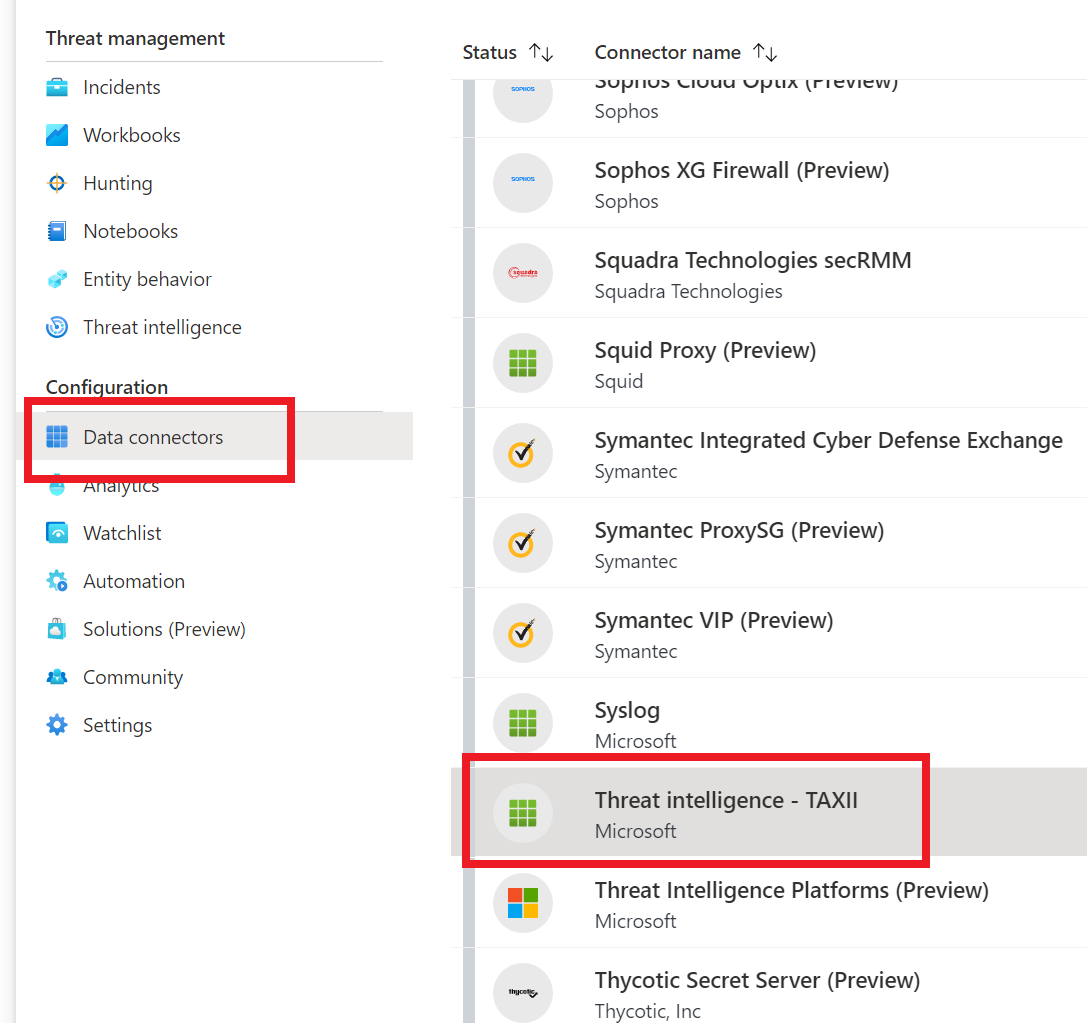 Threat management
Incidents
Workbooks
Hunting
Notebooks
Entity behavior
Threat intelligence
Configuration
Data connectors
Analytics
Watchlist
Automation
Solutions (Preview)
Community
Settings
Status Connector name
SOPHOS
Sophos Cloud Optix (Preview)
Sophos
SOPHOS
Sophos XG Firewall (Preview)
Sophos
squadra
Squadra Technologies secRMM
Squadra Technologies
Squid Proxy (Preview)
Squid
Symantec Integrated Cyber Defense Exchange
Symantec
Symantec ProxySG (Preview)
Symantec
Symantec VIP (Preview)
Symantec
Syslog
Microsoft
Threat intelligence - TAXII
Microsoft
Threat Intelligence Platforms (Preview)
Microsoft
thycotic
Thycotic Secret Server (Preview)
Thycotic, Inc